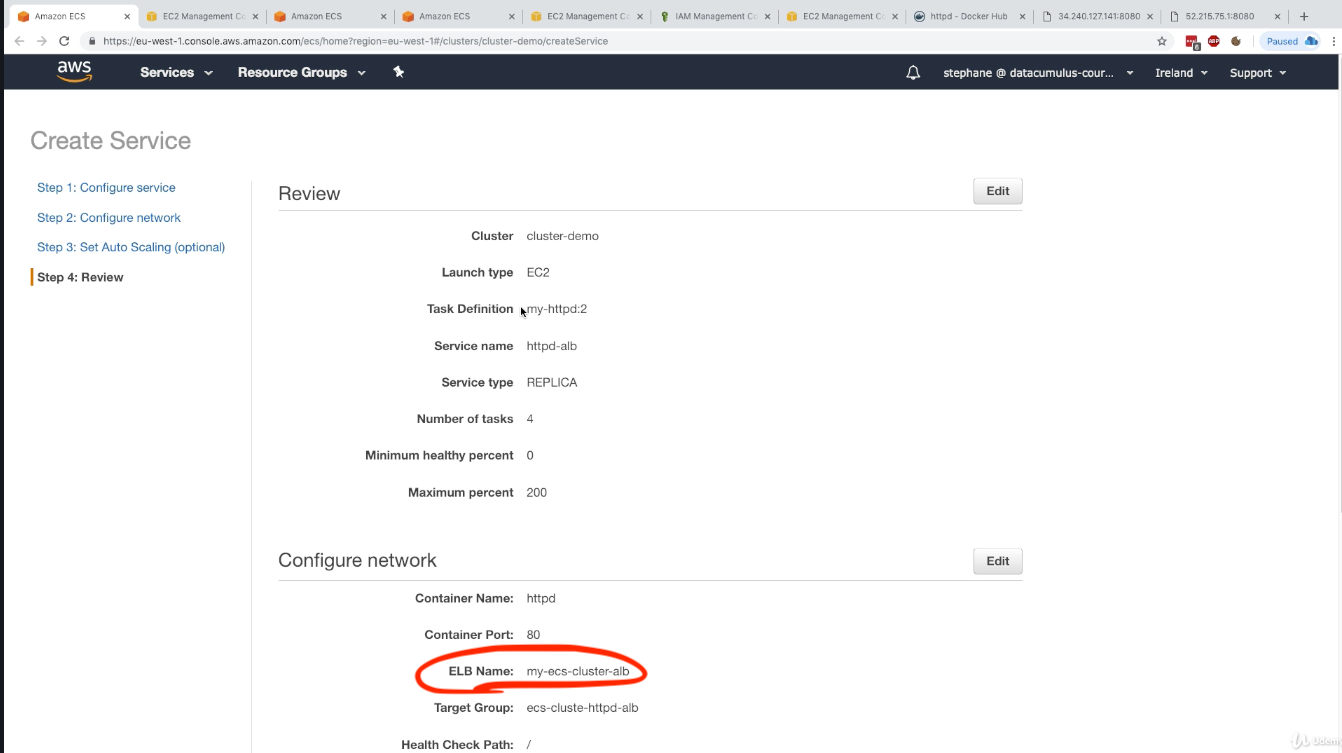 Amazon ECS
EC2 Management Co
Amazon ECS
Amazon ECS
EC2 Management Co
IAM Management Co
EC2 Management Co
httpd - Docker Hub
34.240.127.141:8080
52.215.75.1:8080
https://eu-west-1.console.aws.amazon.com/ecs/home?region=eu-west-1#/clusters/cluster-demo/createService
ABP
Paused
aws
Services
Resource Groups
stephane @ datacumulus-cour...
Ireland
Support
Create Service
Step 1: Configure service
Step 2: Configure network
Step 3: Set Auto Scaling (optional)
Step 4: Review
Review
Edit
Cluster cluster-demo
Launch type EC2
Task Definition my-httpd:2
Service name httpd-alb
Service type REPLICA
Number of tasks 4
Minimum healthy percent 0
Maximum percent 200
Configure network
Edit
Container Name: httpd
Container Port: 80
ELB Name: my-ecs-cluster-alb
Target Group: ecs-cluste-httpd-alb
Health Check Path: /
Udemy